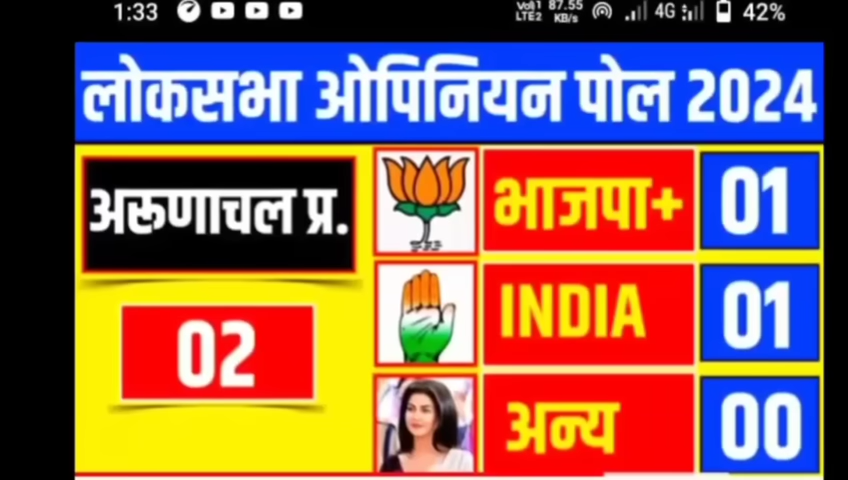 1:33 Vo)) LTE2 87.55 KB/s 4G 42%
लोकसभा ओपिनियन पोल 2024
अरूणाचल प्र.
02
भाजपा+ 01
INDIA 01
अन्य 00